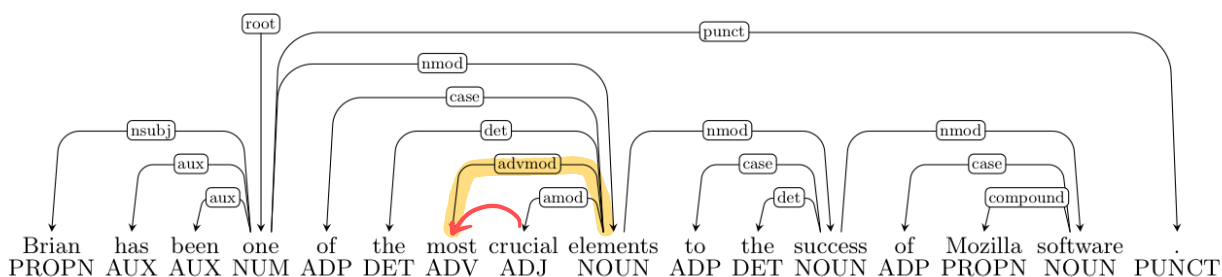 root
punct
nmod
case
nsubj det nmod nmod
aux advmod case case
aux amod det compound
Brian has been one of the most crucial elements to the success of Mozilla software .
PROPN AUX AUX NUM ADP DET ADV ADJ NOUN ADP DET NOUN ADP PROPN NOUN PUNCT